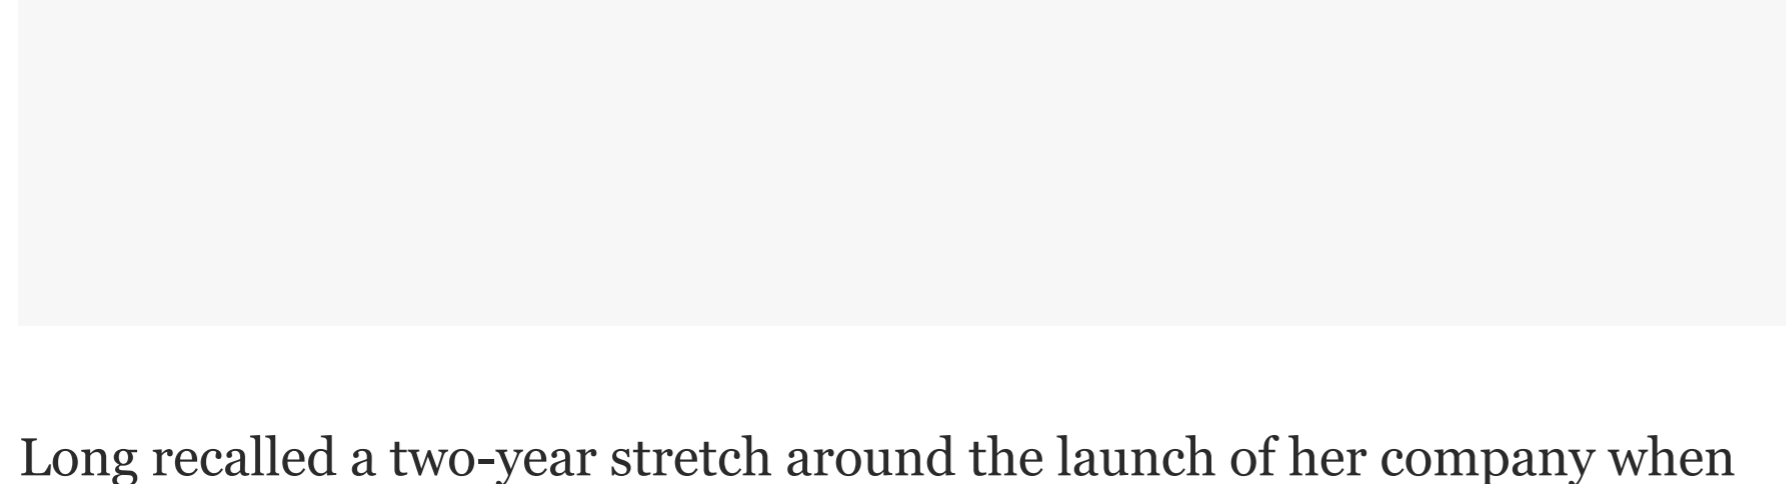 Long recalled a two-year stretch around the launch of her company when